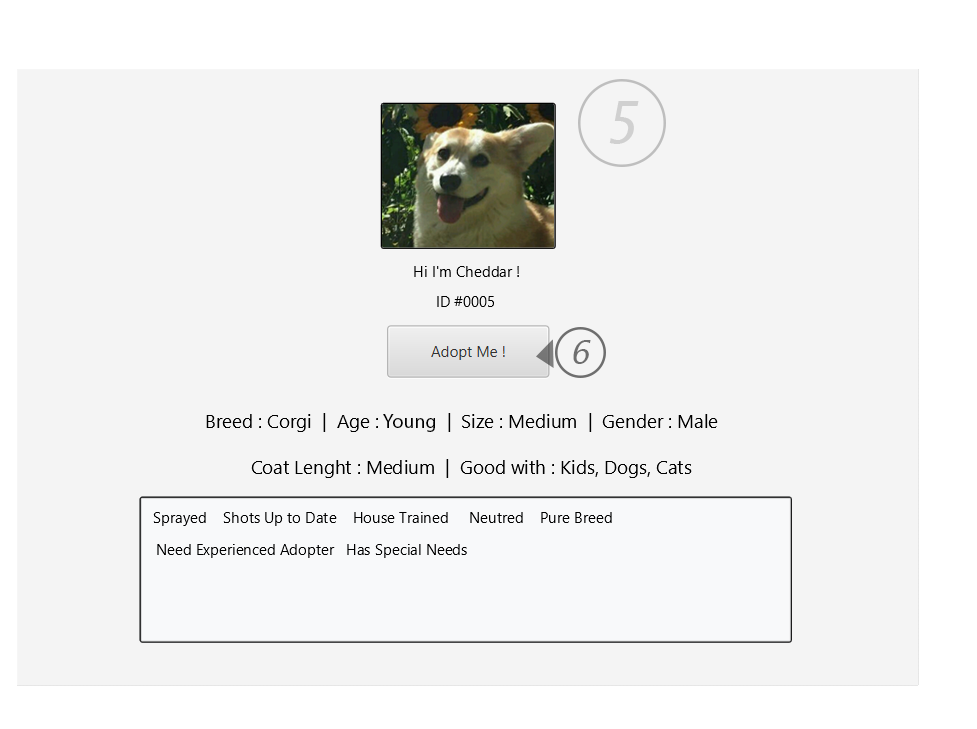 5
Hi I'm Cheddar !
ID #0005
Adopt Me !
6
Breed : Corgi | Age : Young | Size : Medium | Gender : Male
Coat Lenght : Medium | Good with : Kids, Dogs, Cats
Sprayed Shots Up to Date House Trained Neutred Pure Breed
Need Experienced Adopter Has Special Needs